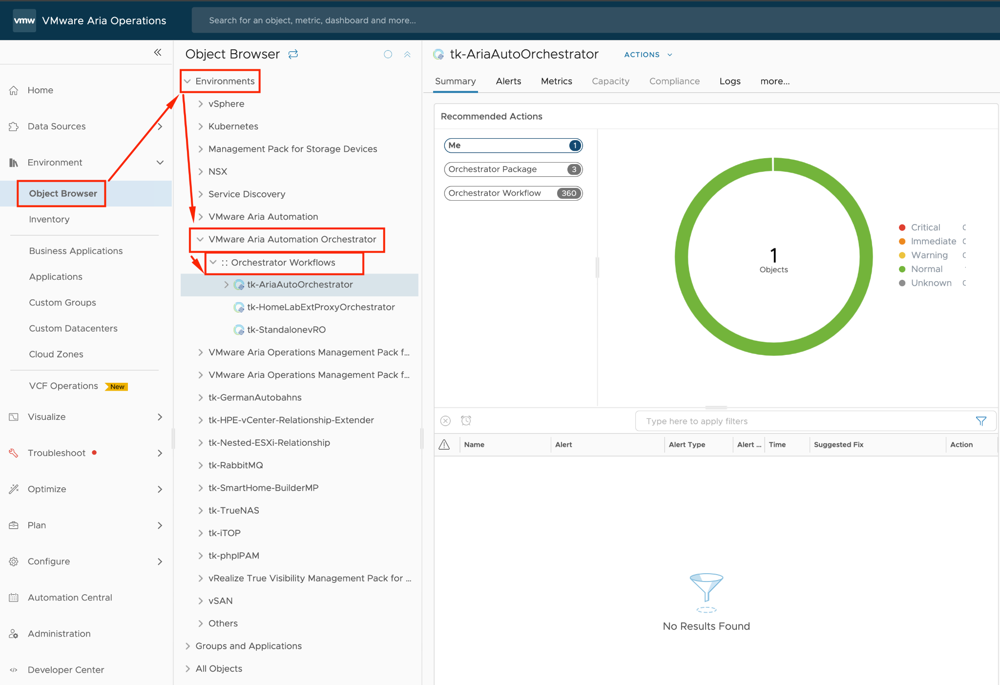 vmw VMware Aria Operations
Search for an object, metric, dashboard and more...
Home
Data Sources
Environment
Object Browser
Inventory
Business Applications
Applications
Custom Groups
Custom Datacenters
Cloud Zones
VCF Operations New
Visualize
Troubleshoot
Optimize
Plan
Configure
Automation Central
Administration
Developer Center
Object Browser
Environments
vSphere
Kubernetes
Management Pack for Storage Devices
NSX
Service Discovery
VMware Aria Automation
VMware Aria Automation Orchestrator
:: Orchestrator Workflows
tk-AriaAutoOrchestrator
tk-HomeLabExtProxyOrchestrator
tk-StandalonevRO
VMware Aria Operations Management Pack f...
VMware Aria Operations Management Pack f...
tk-GermanAutobahns
tk-HPE-vCenter-Relationship-Extender
tk-Nested-ESXi-Relationship
tk-RabbitMQ
tk-SmartHome-BuilderMP
tk-TrueNAS
tk-iTOP
tk-phpIPAM
vRealize True Visibility Management Pack for ...
vSAN
Others
Groups and Applications
All Objects
tk-AriaAutoOrchestrator ACTIONS
Summary Alerts Metrics Capacity Compliance Logs more...
Recommended Actions
Me 1
Orchestrator Package 3
Orchestrator Workflow 360
1
Objects
Critical
Immediate
Warning
Normal
Unknown
Type here to apply filters
Name Alert Alert Type Alert ... Time Suggested Fix Action
No Results Found